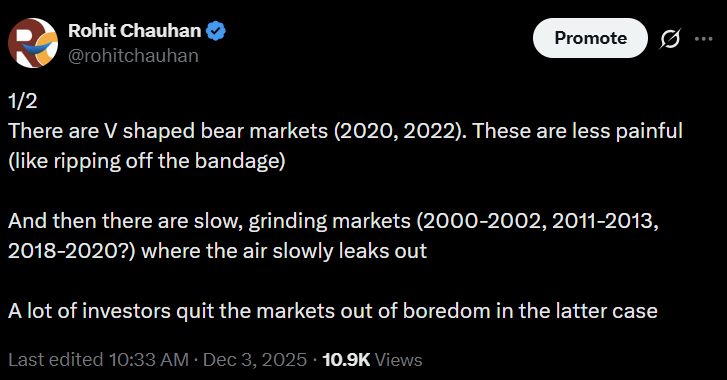 Rohit Chauhan
@rohitchauhan
Promote
1/2
There are V shaped bear markets (2020, 2022). These are less painful
(like ripping off the bandage)
And then there are slow, grinding markets (2000-2002, 2011-2013,
2018-2020?) where the air slowly leaks out
A lot of investors quit the markets out of boredom in the latter case
Last edited 10:33 AM · Dec 3, 2025 · 10.9K Views